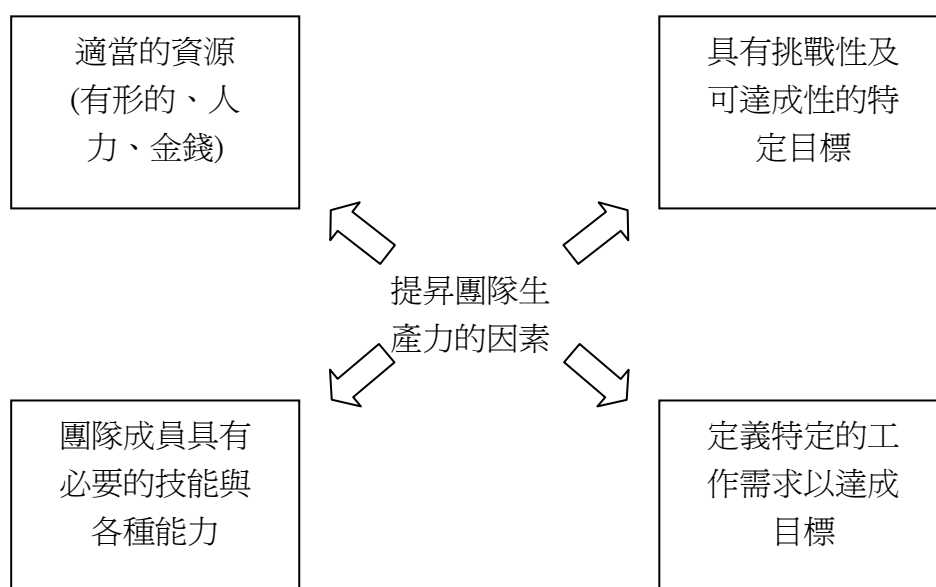 適當的資源
(有形的、人
力、金錢)
具有挑戰性及
可達成性的特
定目標
提昇團隊生
產力的因素
團隊成員具有
必要的技能與
各種能力
定義特定的工
作需求以達成
目標